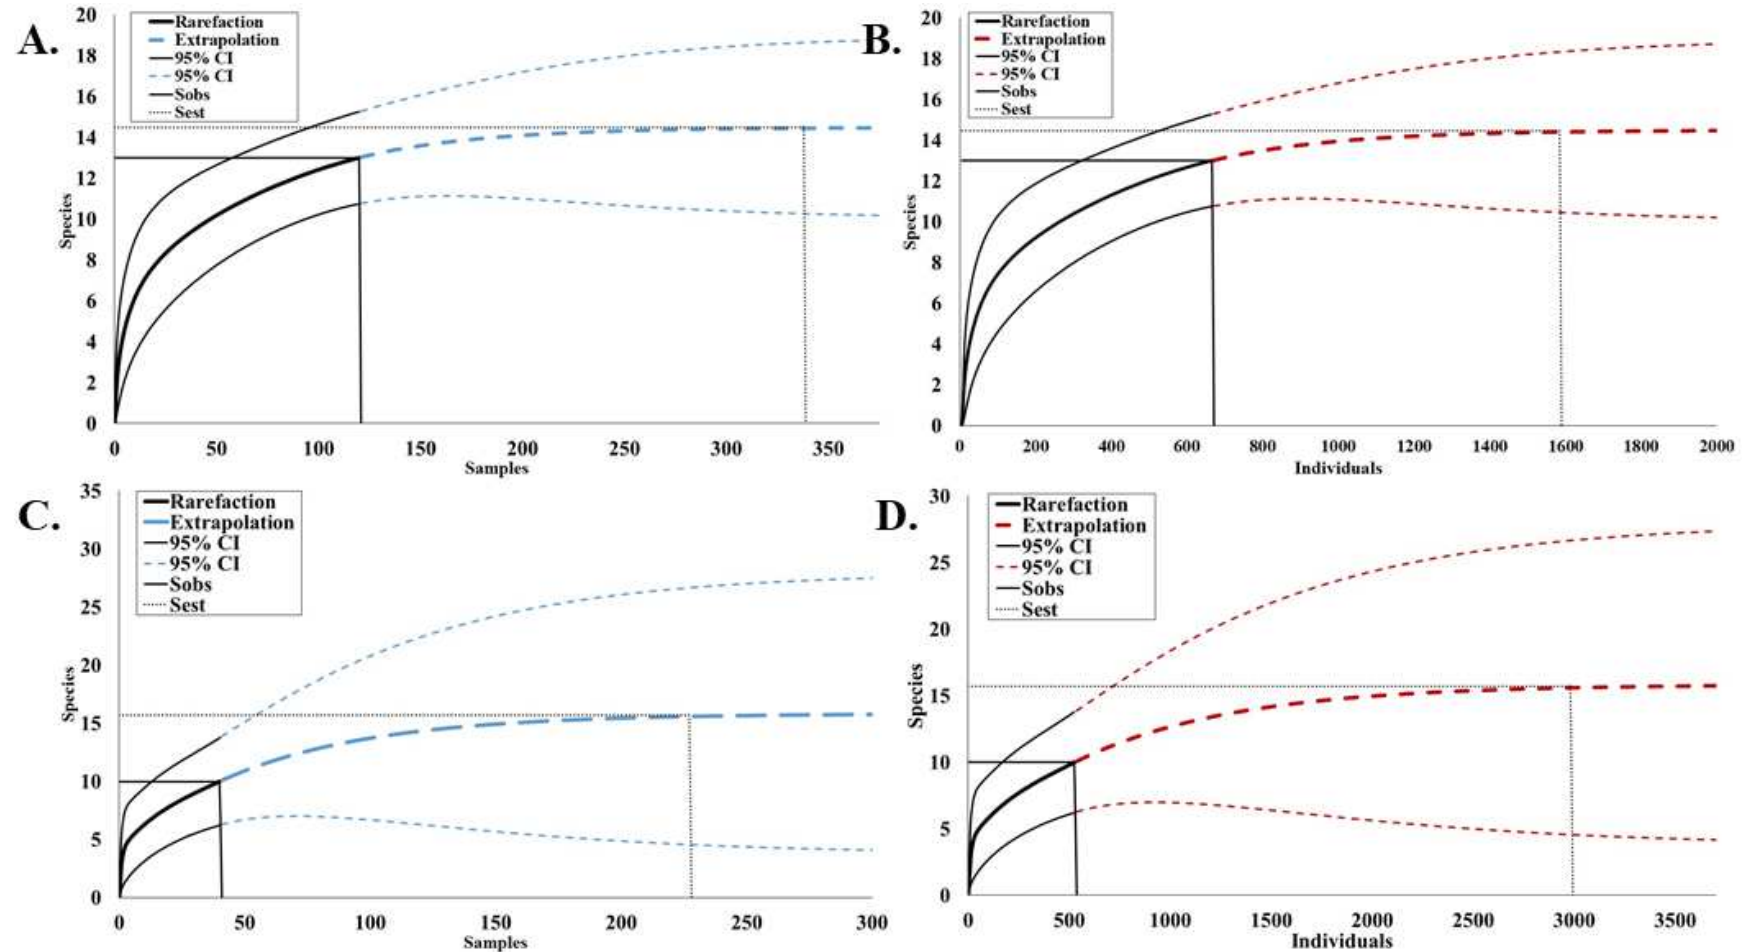 A.
Rarefaction
Extrapolation
95% CI
95% CI
Sobs
Sest
20
18
16
14
12
10
8
6
4
2
0
Species
0 50 100 150 200 250 300 350
Samples
B.
Rarefaction
Extrapolation
95% CI
95% CI
Sobs
Sest
20
18
16
14
12
10
8
6
4
2
0
Species
0 200 400 600 800 1000 1200 1400 1600 1800 2000
Individuals
C.
Rarefaction
Extrapolation
95% CI
95% CI
Sobs
Sest
35
30
25
20
15
10
5
0
Species
0 50 100 150 200 250 300
Samples
D.
Rarefaction
Extrapolation
95% CI
95% CI
Sobs
Sest
30
25
20
15
10
5
0
Species
0 500 1000 1500 2000 2500 3000 3500
Individuals